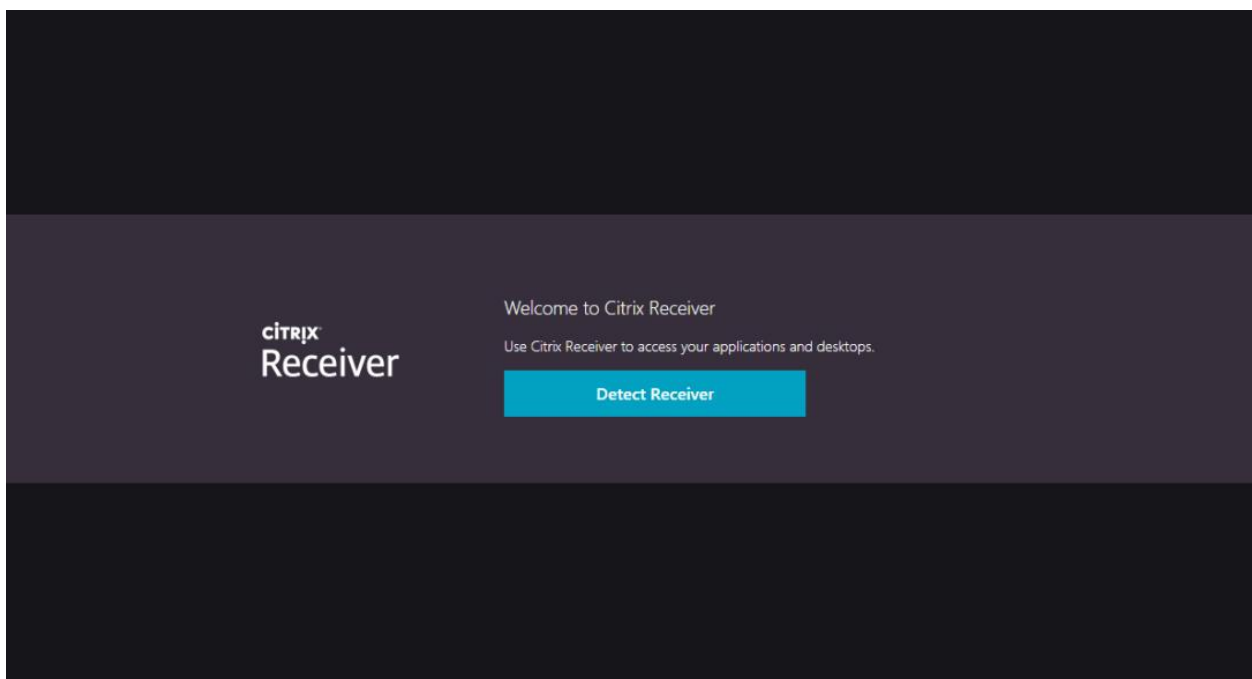 CITRIX
Receiver
Welcome to Citrix Receiver
Use Citrix Receiver to access your applications and desktops.
Detect Receiver